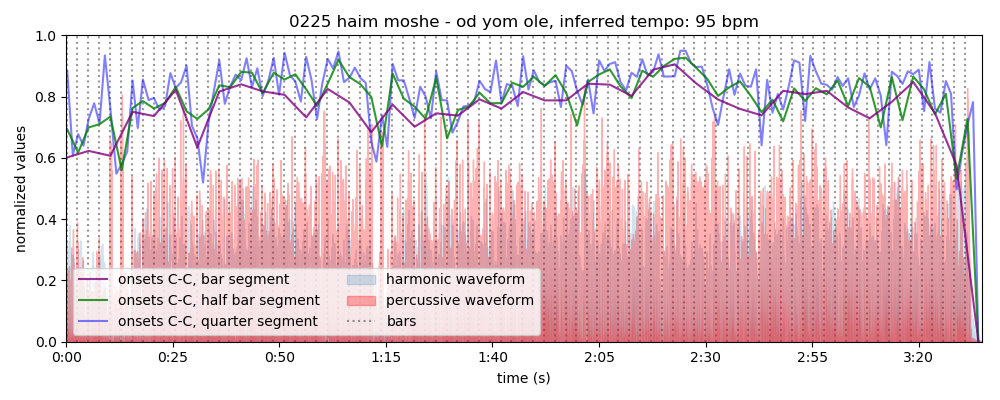 0225 haim moshe - od yom ole, inferred tempo: 95 bpm
normalized values
1.0
0.8
0.6
0.4
0.2
0.0
onsets C-C, bar segment
onsets C-C, half bar segment
onsets C-C, quarter segment
harmonic waveform
percussive waveform
bars
0:00 0:25 0:50 1:15 1:40 2:05 2:30 2:55 3:20
time (s)